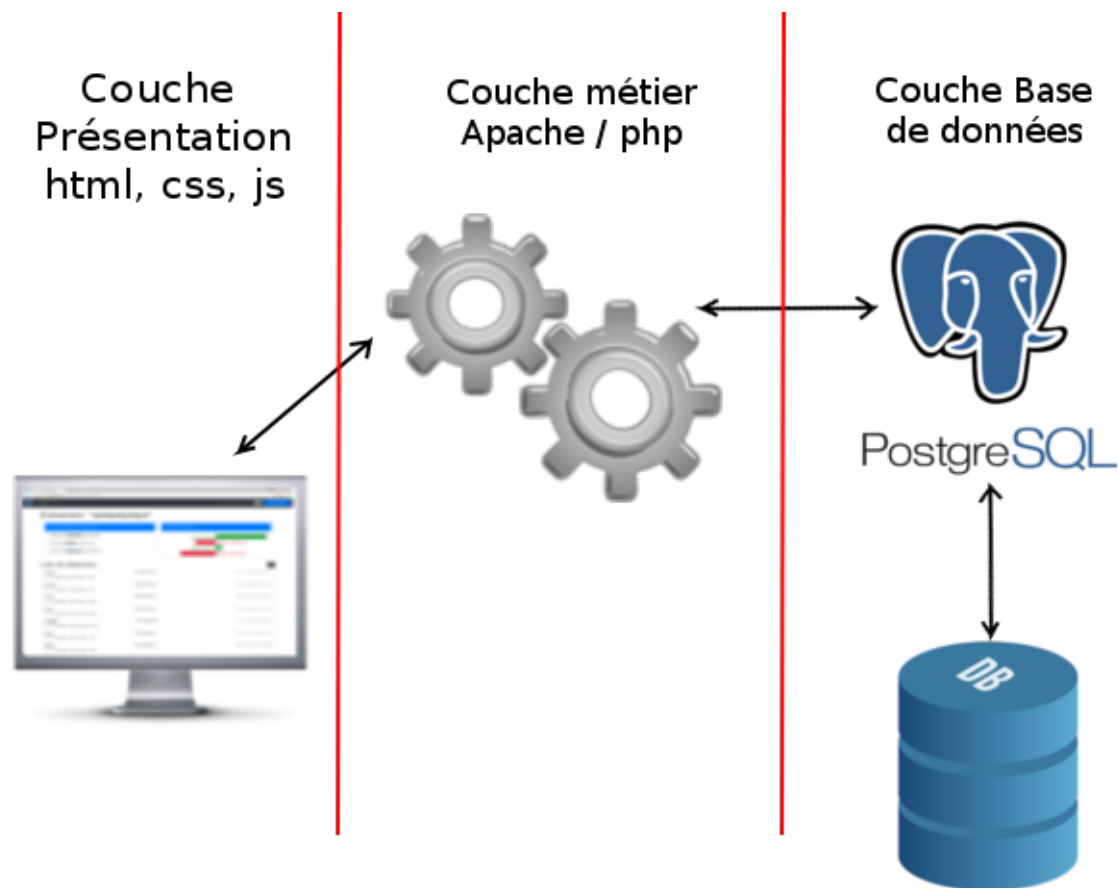 Couche
Présentation
html, css, js
Couche métier
Apache / php
Couche Base
de données
PostgreSQL
DB